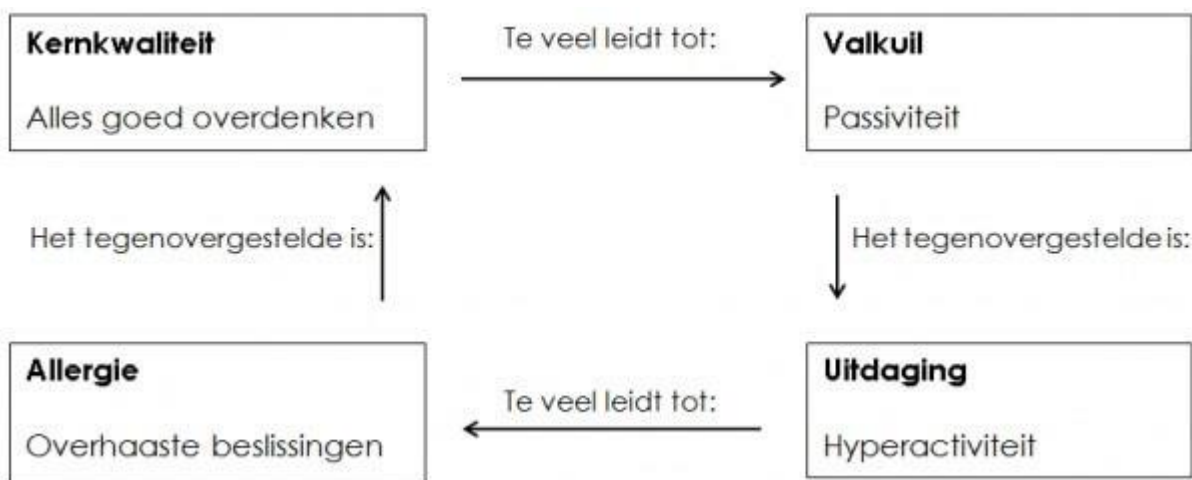 Kernkwaliteit
Alles goed overdenken
Te veel leidt tot:
Valkuil
Passiviteit
Het tegenovergestelde is:
Het tegenovergestelde is:
Allergie
Overhaaste beslissingen
Te veel leidt tot:
Uitdaging
Hyperactiviteit